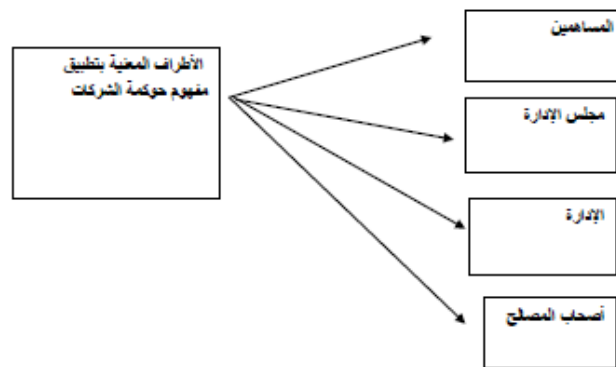 الأطراف المعنية بتطبيق
مفهوم حوكمة الشركات
المساهمين
مجلس الإدارة
الإدارة
أصحاب المصالح